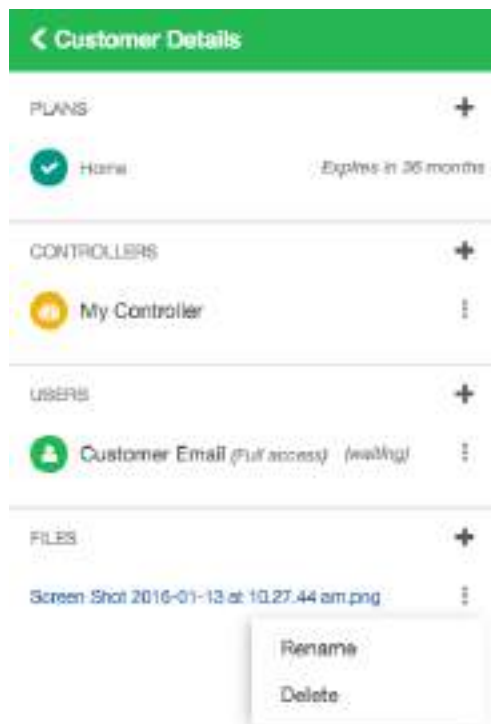 Customer Details
PLANS
Home Expires in 36 months
CONTROLLERS
My Controller
USERS
Customer Email (Full access) (waiting)
FILES
Screen Shot 2016-01-13 at 10.27.44 am.png
Rename
Delete